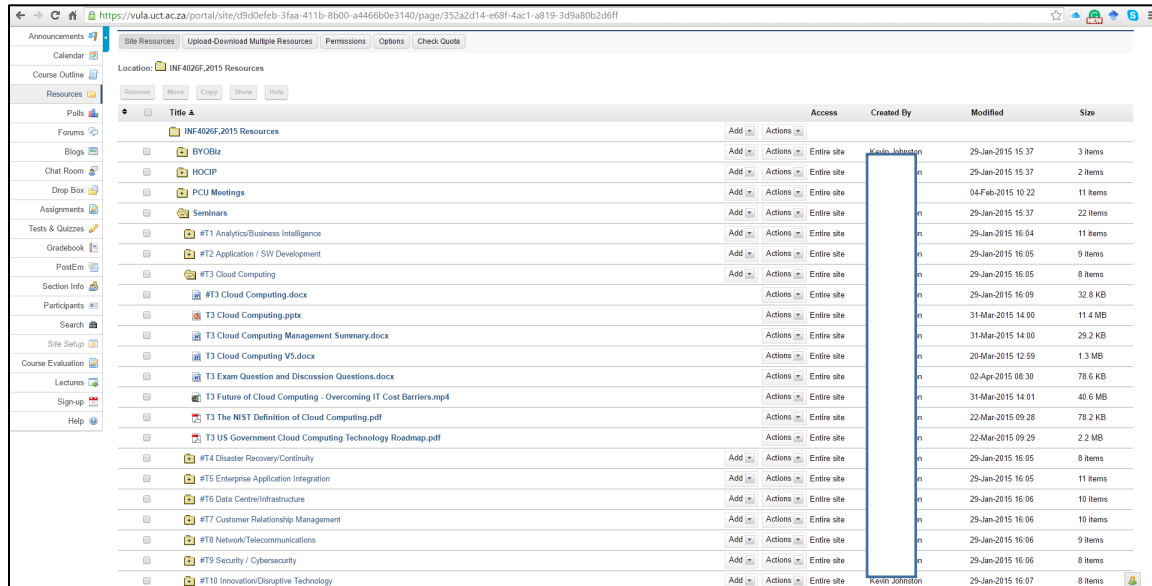 https://vula.uct.ac.za/portal/site/d9d0efeb-3faa-411b-8b00-a4466b0e3140/page/352a2d14-e68f-4ac1-a819-3d9a80b2d6ff
NEW
Announcements
Calendar
Course Outline
Resources
Polls
Forums
Blogs
Chat Room
Drop Box
Assignments
Tests & Quizzes
Gradebook
PostEm
Section Info
Participants
Search
Site Setup
Course Evaluation
Lectures
Sign-up
Help
Site Resources Upload-Download Multiple Resources Permissions Options Check Quota
Location: INF4026F,2015 Resources
Remove Move Copy Show Hide
Title Access Created By Modified Size
INF4026F,2015 Resources Add Actions
BYOBiz Add Actions Entire site Kevin Johnston 29-Jan-2015 15:37 3 items
HOCIP Add Actions Entire site on 29-Jan-2015 15:37 2 items
PCU Meetings Add Actions Entire site 04-Feb-2015 10:22 11 items
Seminars Add Actions Entire site on 29-Jan-2015 15:37 22 items
#T1 Analytics/Business Intelligence Add Actions Entire site on 29-Jan-2015 16:04 11 items
#T2 Application / SW Development Add Actions Entire site on 29-Jan-2015 16:05 9 items
#T3 Cloud Computing Add Actions Entire site on 29-Jan-2015 16:05 8 items
#T3 Cloud Computing.docx Actions Entire site on 29-Jan-2015 16:09 32.8 KB
T3 Cloud Computing.pptx Actions Entire site on 31-Mar-2015 14:00 11.4 MB
T3 Cloud Computing Management Summary.docx Actions Entire site on 31-Mar-2015 14:00 29.2 KB
T3 Cloud Computing V5.docx Actions Entire site on 20-Mar-2015 12:59 1.3 MB
T3 Exam Question and Discussion Questions.docx Actions Entire site on 02-Apr-2015 08:30 78.6 KB
T3 Future of Cloud Computing - Overcoming IT Cost Barriers.mp4 Actions Entire site on 31-Mar-2015 14:01 40.6 MB
T3 The NIST Definition of Cloud Computing.pdf Actions Entire site on 22-Mar-2015 09:28 78.2 KB
T3 US Government Cloud Computing Technology Roadmap.pdf Actions Entire site on 22-Mar-2015 09:29 2.2 MB
#T4 Disaster Recovery/Continuity Add Actions Entire site on 29-Jan-2015 16:05 8 items
#T5 Enterprise Application Integration Add Actions Entire site on 29-Jan-2015 16:05 11 items
#T6 Data Centre/Infrastructure Add Actions Entire site on 29-Jan-2015 16:06 10 items
#T7 Customer Relationship Management Add Actions Entire site on 29-Jan-2015 16:06 10 items
#T8 Network/Telecommunications Add Actions Entire site on 29-Jan-2015 16:06 9 items
#T9 Security / Cybersecurity Add Actions Entire site on 29-Jan-2015 16:06 8 items
#T10 Innovation/Disruptive Technology Add Actions Entire site Kevin Johnston 29-Jan-2015 16:07 8 items